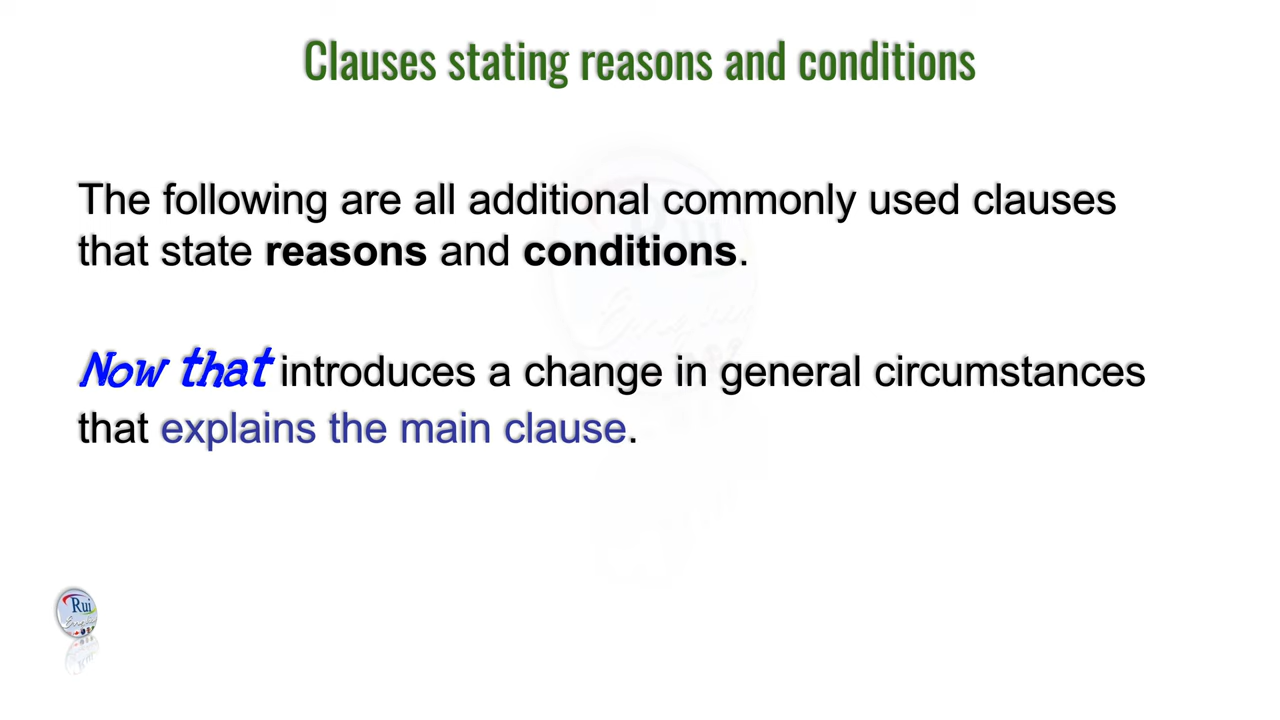 Clauses stating reasons and conditions
The following are all additional commonly used clauses
that state reasons and conditions.
Now that introduces a change in general circumstances
that explains the main clause.
Rui